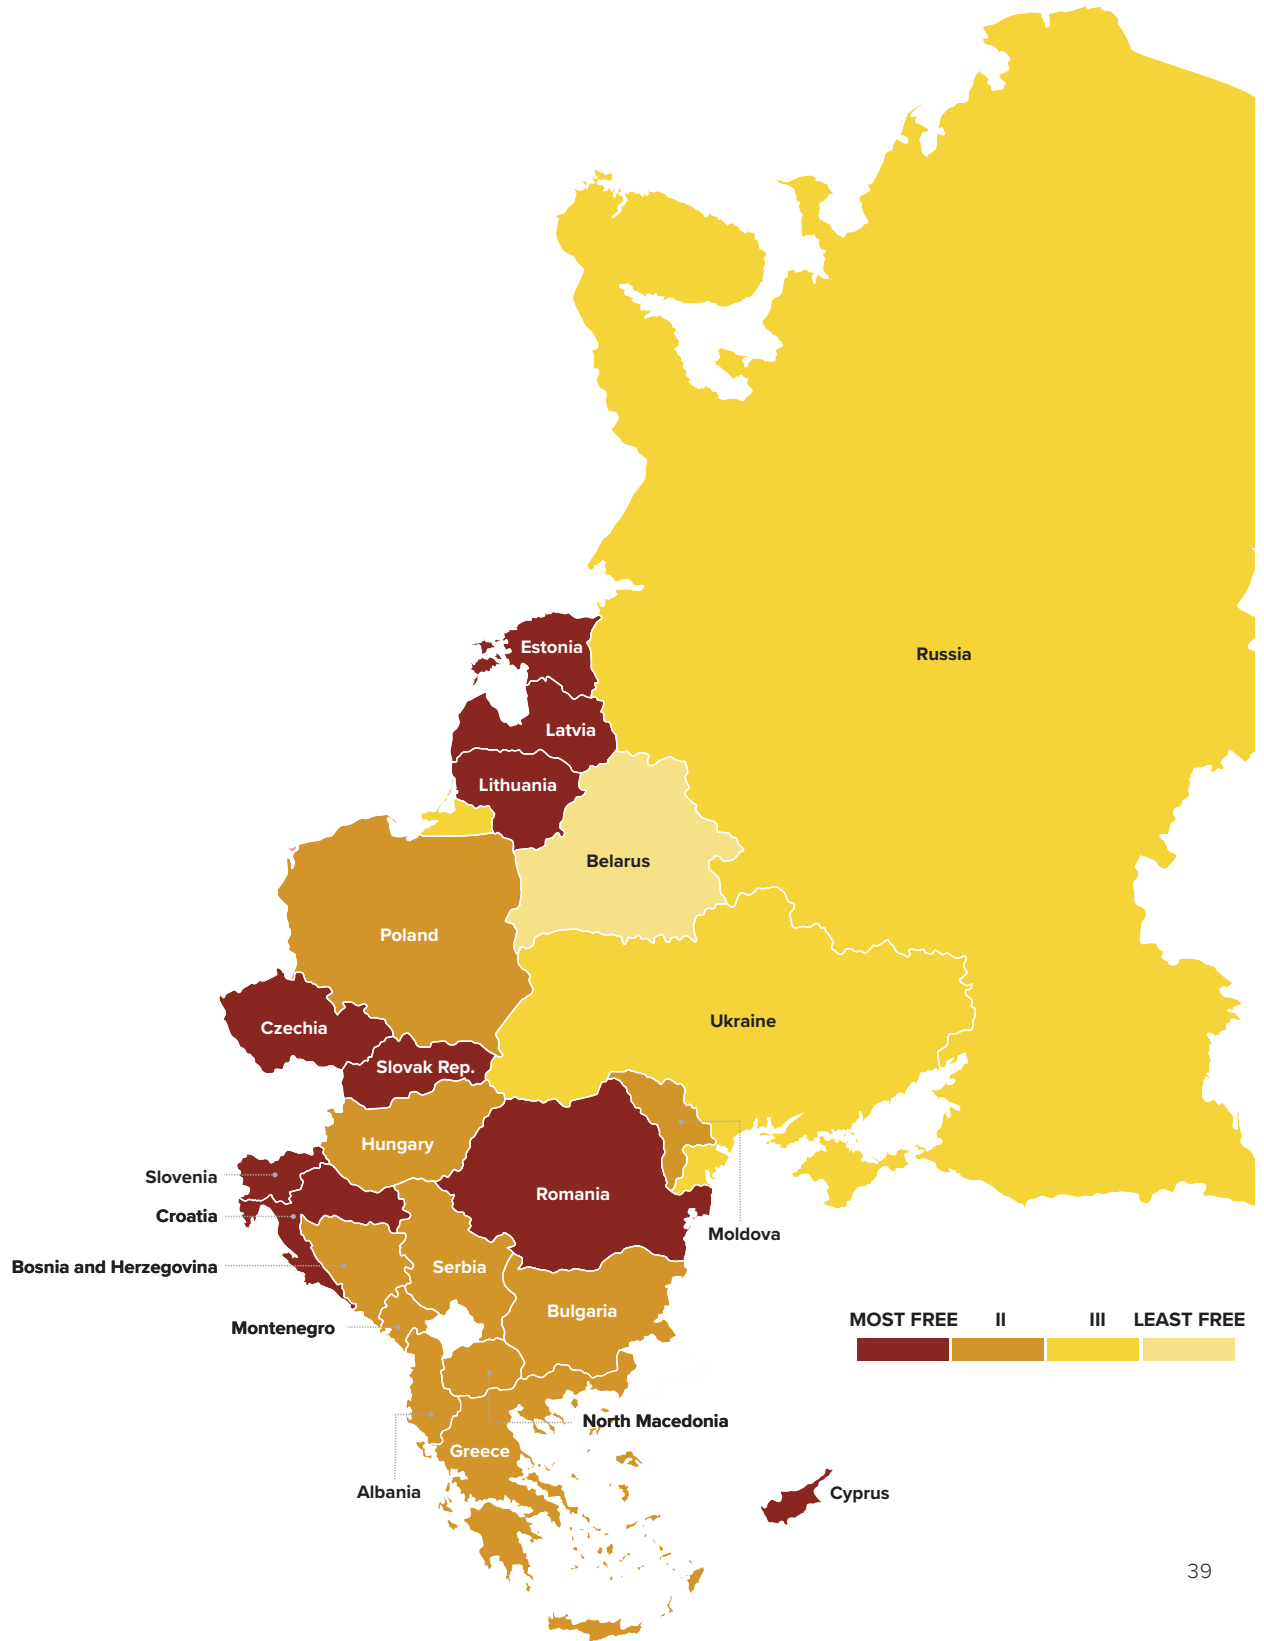 Estonia
Russia
Latvia
Lithuania
Belarus
Poland
Ukraine
Czechia
Slovak Rep.
Hungary
Slovenia
Romania
Croatia
Moldova
Bosnia and Herzegovina
Serbia
Bulgaria
MOST FREE II III LEAST FREE
Montenegro
North Macedonia
Greece
Albania
Cyprus
39